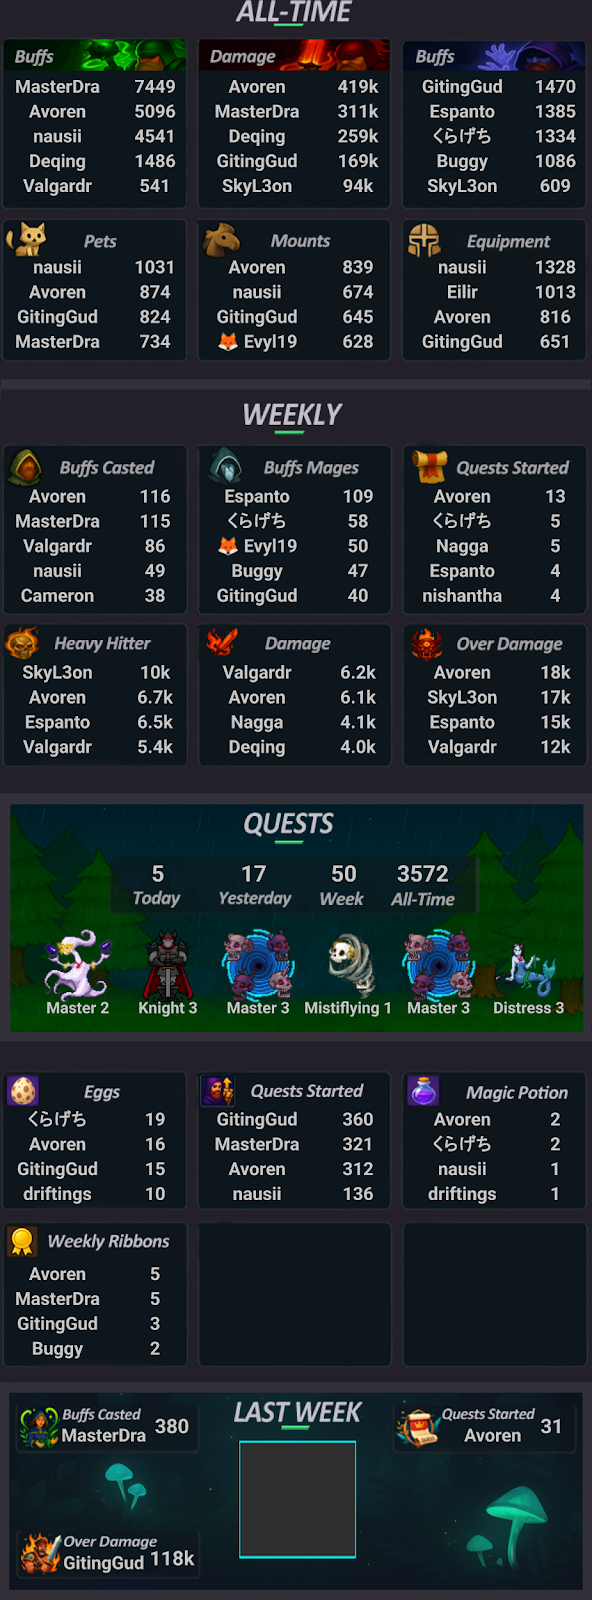 ALL-TIME
Buffs
MasterDra 7449
Avoren 5096
nausii 4541
Deqing 1486
Valgardr 541
Damage
Avoren 419k
MasterDra 311k
Deqing 259k
GitingGud 169k
SkyL3on 94k
Buffs
GitingGud 1470
Espanto 1385
くらげち 1334
Buggy 1086
SkyL3on 609
Pets
nausii 1031
Avoren 874
GitingGud 824
MasterDra 734
Mounts
Avoren 839
nausii 674
GitingGud 645
🦊 Evyl19 628
Equipment
nausii 1328
Eilir 1013
Avoren 816
GitingGud 651
WEEKLY
Buffs Casted
Avoren 116
MasterDra 115
Valgardr 86
nausii 49
Cameron 38
Buffs Mages
Espanto 109
くらげち 58
🦊 Evyl19 50
Buggy 47
GitingGud 40
Quests Started
Avoren 13
くらげち 5
Nagga 5
Espanto 4
nishantha 4
Heavy Hitter
SkyL3on 10k
Avoren 6.7k
Espanto 6.5k
Valgardr 5.4k
Damage
Valgardr 6.2k
Avoren 6.1k
Nagga 4.1k
Deqing 4.0k
Over Damage
Avoren 18k
SkyL3on 17k
Espanto 15k
Valgardr 12k
QUESTS
5 17 50 3572
Today Yesterday Week All-Time
Master 2 Knight 3 Master 3 Mistiflying 1 Master 3 Distress 3
Eggs
くらげち 19
Avoren 16
GitingGud 15
driftings 10
Quests Started
GitingGud 360
MasterDra 321
Avoren 312
nausii 136
Magic Potion
Avoren 2
くらげち 2
nausii 1
driftings 1
Weekly Ribbons
Avoren 5
MasterDra 5
GitingGud 3
Buggy 2
LAST WEEK
Buffs Casted
MasterDra 380
Quests Started
Avoren 31
Over Damage
GitingGud 118k